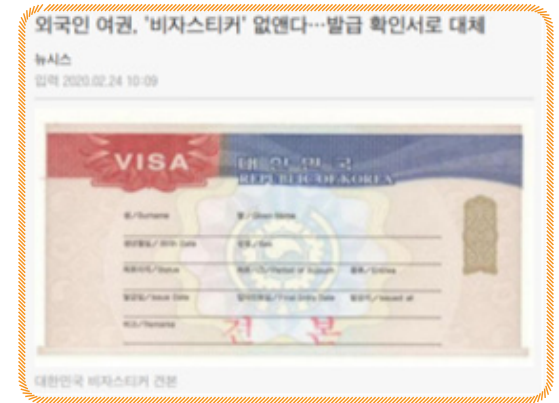 외국인 여권, '비자스티커' 없앤다…발급 확인서로 대체
뉴시스
입력 2020.02.24 10:09
VISA
대 한 민 국
REPUBLIC OF KOREA
성/Surname 명/Given Name
생년월일/Birth Date 성별/Sex
체류자격/Status 체류기간/Period of Sojourn 종류/Entries
발급일/Issue Date 입국만료일/Final Entry Date 발급지/Issued at
비고/Remarks
견 본
대한민국 비자스티커 견본